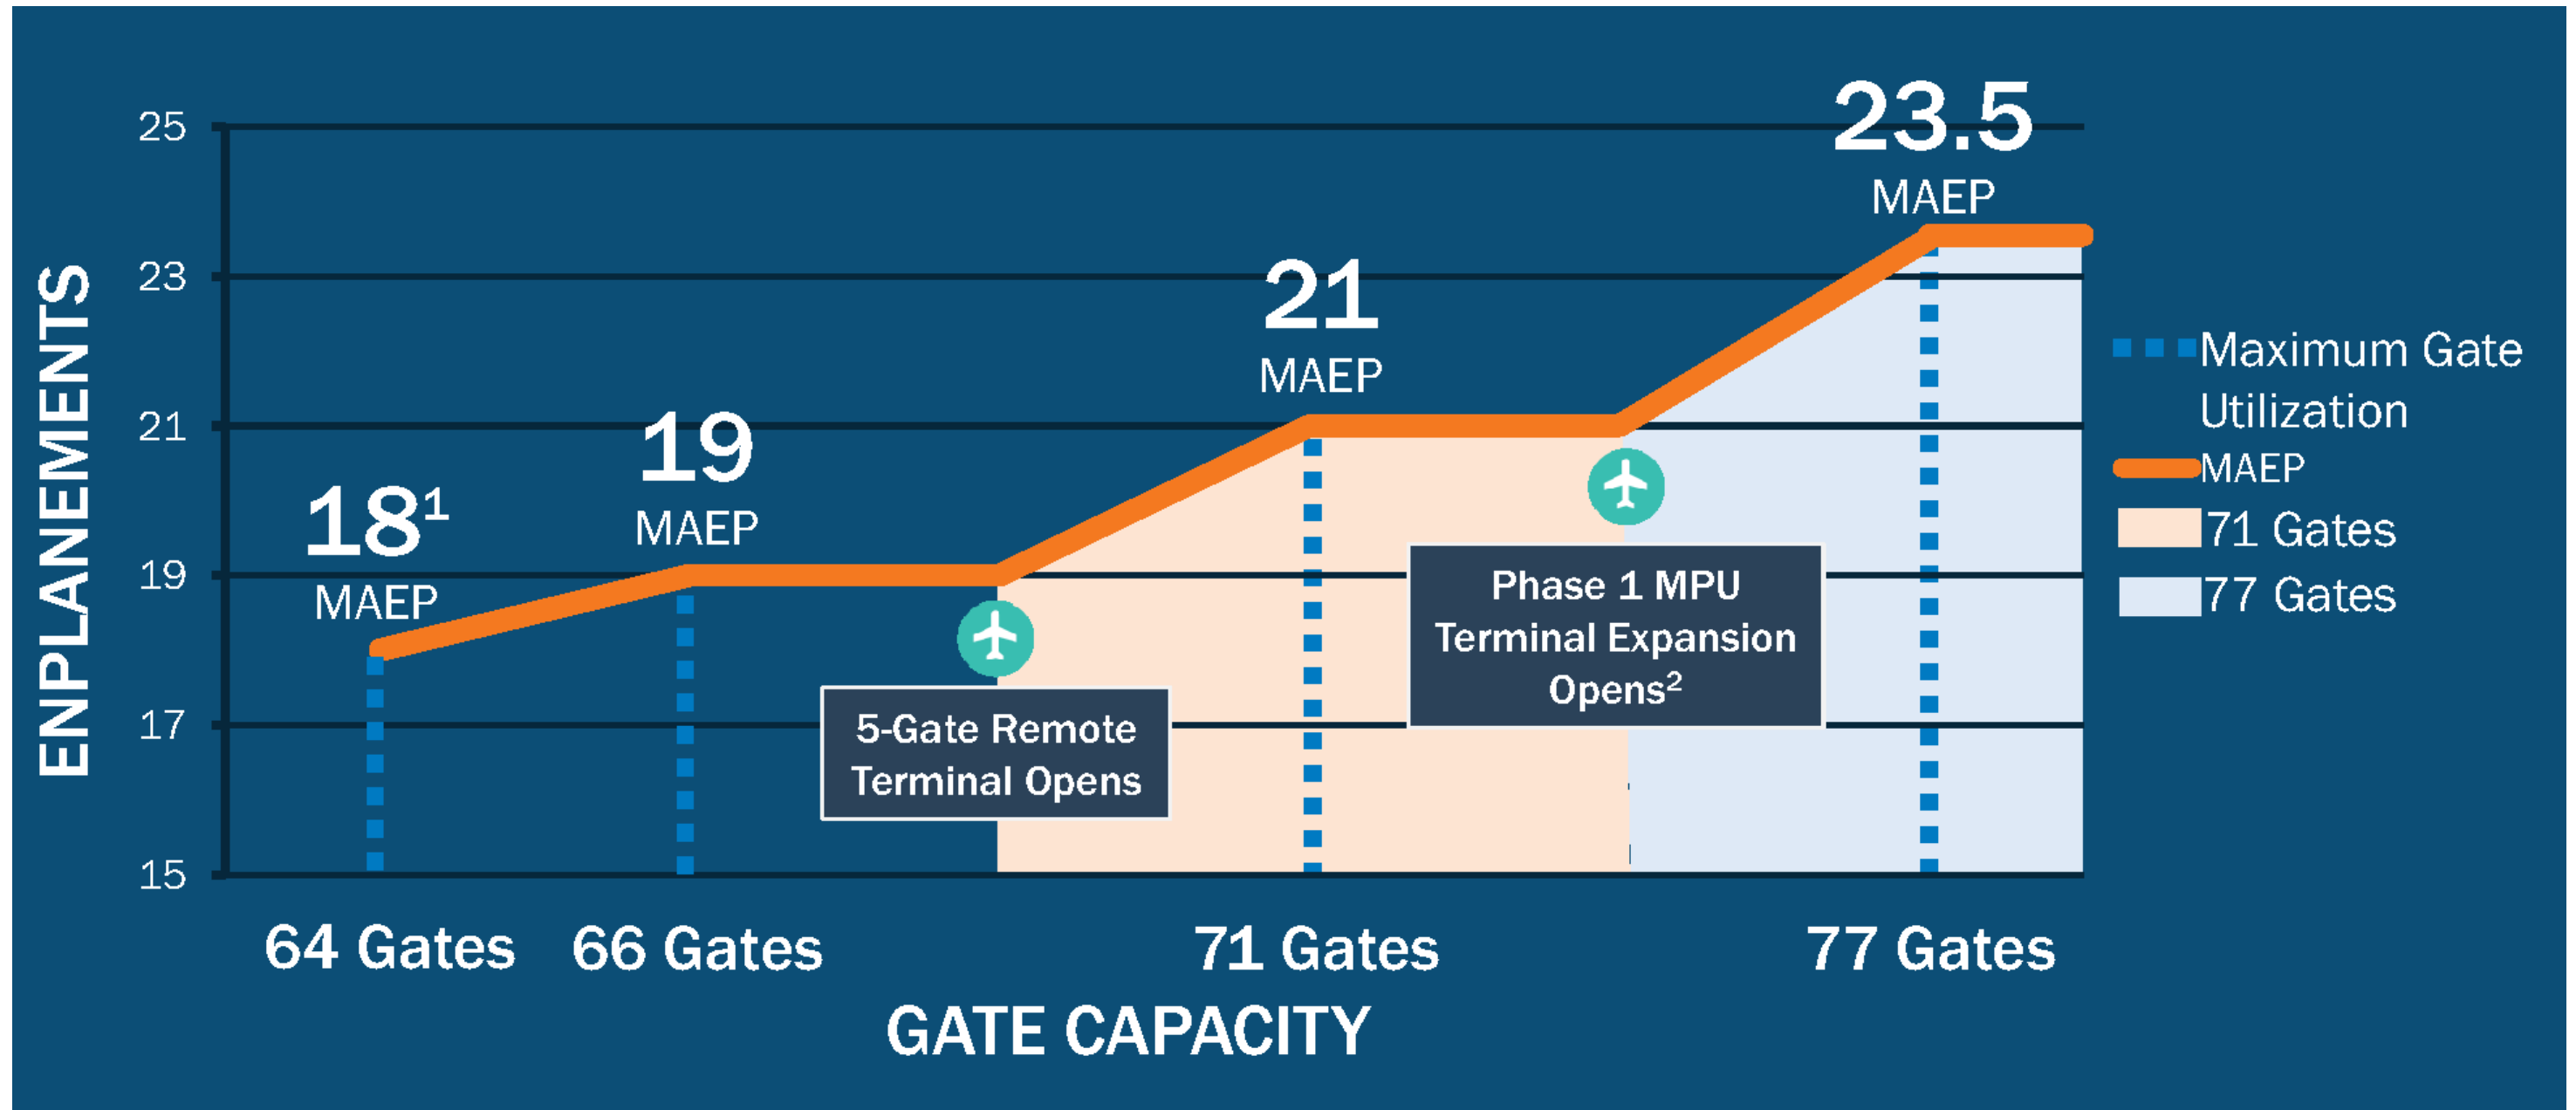 ENPLANEMENTS
25
23
21
19
17
15
18¹
MAEP
19
MAEP
21
MAEP
23.5
MAEP
5-Gate Remote
Terminal Opens
Phase 1 MPU
Terminal Expansion
Opens²
64 Gates
66 Gates
71 Gates
77 Gates
GATE CAPACITY
Maximum Gate
Utilization
MAEP
71 Gates
77 Gates